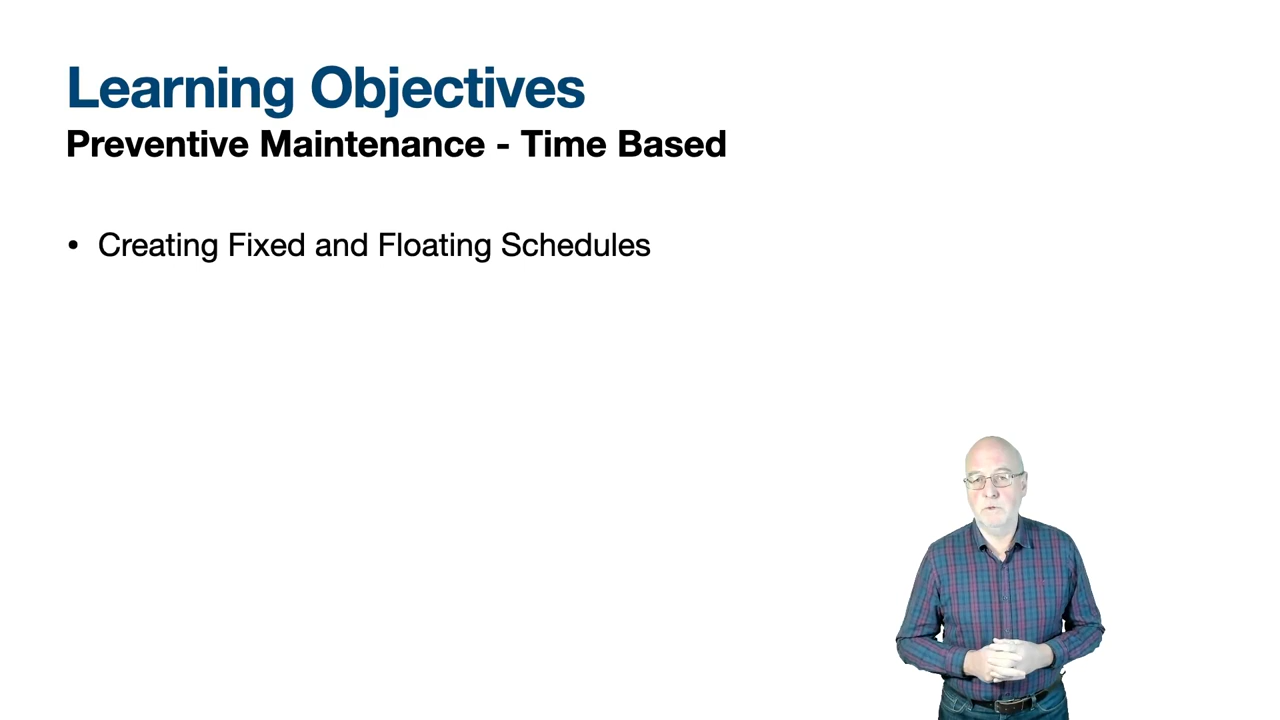 Learning Objectives
Preventive Maintenance - Time Based
• Creating Fixed and Floating Schedules